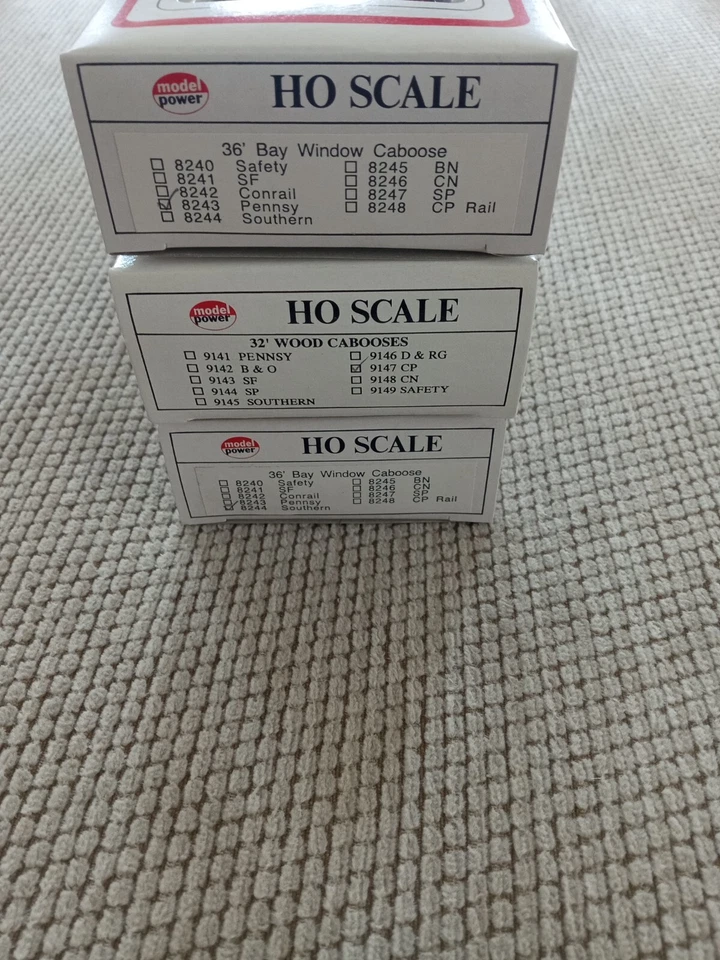 model
power
HO SCALE
36' Bay Window Caboose
☐ 8240 Safety ☐ 8245 BN
☐ 8241 SF ☐ 8246 CN
☐ 8242 Conrail ☐ 8247 SP
☑ 8243 Pennsy ☐ 8248 CP Rail
☐ 8244 Southern
model
power
HO SCALE
32' WOOD CABOOSES
☐ 9141 PENNSY ☐ 9146 D & RG
☐ 9142 B & O ☑ 9147 CP
☐ 9143 SF ☐ 9148 CN
☐ 9144 SP ☐ 9149 SAFETY
☐ 9145 SOUTHERN
model
power
HO SCALE
36' Bay Window Caboose
☐ 8240 Safety ☐ 8245 BN
☐ 8241 SF ☐ 8246 CN
☐ 8242 Conrail ☐ 8247 SP
☐ 8243 Pennsy ☐ 8248 CP Rail
☑ 8244 Southern